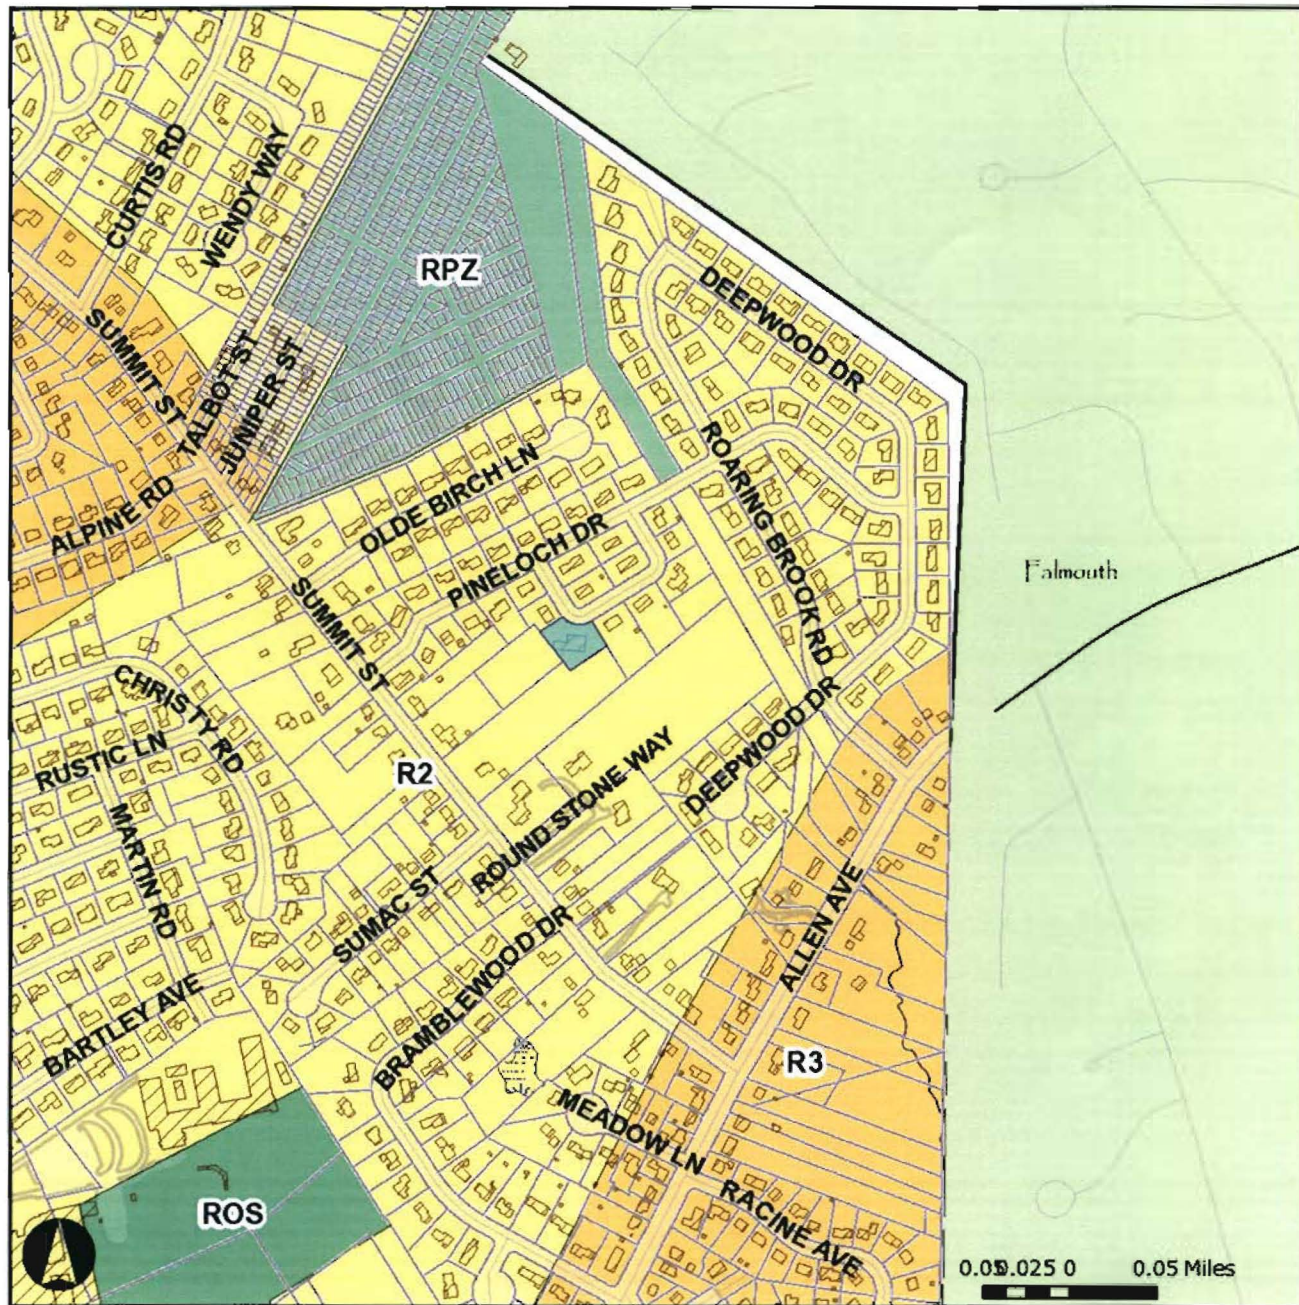 CURTIS RD
WENDY WAY
RPZ
DEEPWOOD DR
SUMMIT ST
TALBOT ST
JUNIPER ST
ROARING BROOK RD
OLDE BIRCH LN
ALPINE RD
PINELOCH DR
Falmouth
SUMMIT ST
CHRISTY RD
RUSTIC LN
R2
DEEPWOOD DR
ROUND STONE WAY
MARTIN RD
SUMAC ST
ALLEN AVE
BRAMBLEWOOD DR
BARTLEY AVE
R3
MEADOW LN
RACINE AVE
ROS
0.05 0.025 0 0.05 Miles